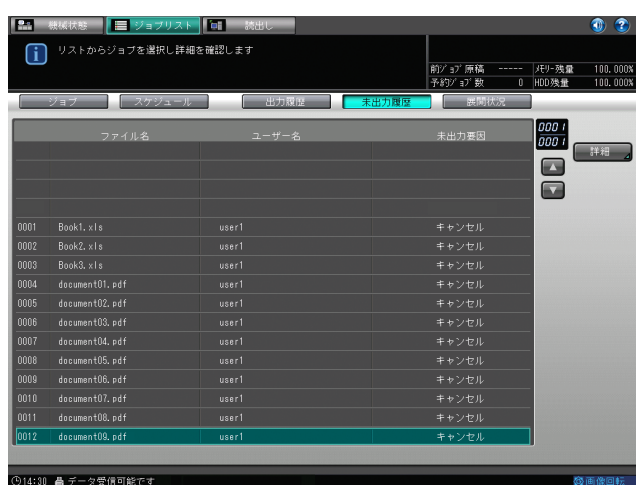 機械状態 ジョブリスト 読出し
リストからジョブを選択し詳細を確認します
前ジョブ原稿 ----- メモリー残量 100.000%
予約ジョブ数 0 HDD残量 100.000%
ジョブ スケジュール 出力履歴 未出力履歴 展開状況
ファイル名 ユーザー名 未出力要因
0001
0001
詳細
0001 Book1.xls user1 キャンセル
0002 Book2.xls user1 キャンセル
0003 Book3.xls user1 キャンセル
0004 document01.pdf user1 キャンセル
0005 document02.pdf user1 キャンセル
0006 document03.pdf user1 キャンセル
0007 document04.pdf user1 キャンセル
0008 document05.pdf user1 キャンセル
0009 document06.pdf user1 キャンセル
0010 document07.pdf user1 キャンセル
0011 document08.pdf user1 キャンセル
0012 document09.pdf user1 キャンセル
14:30 データ受信可能です 画像回転